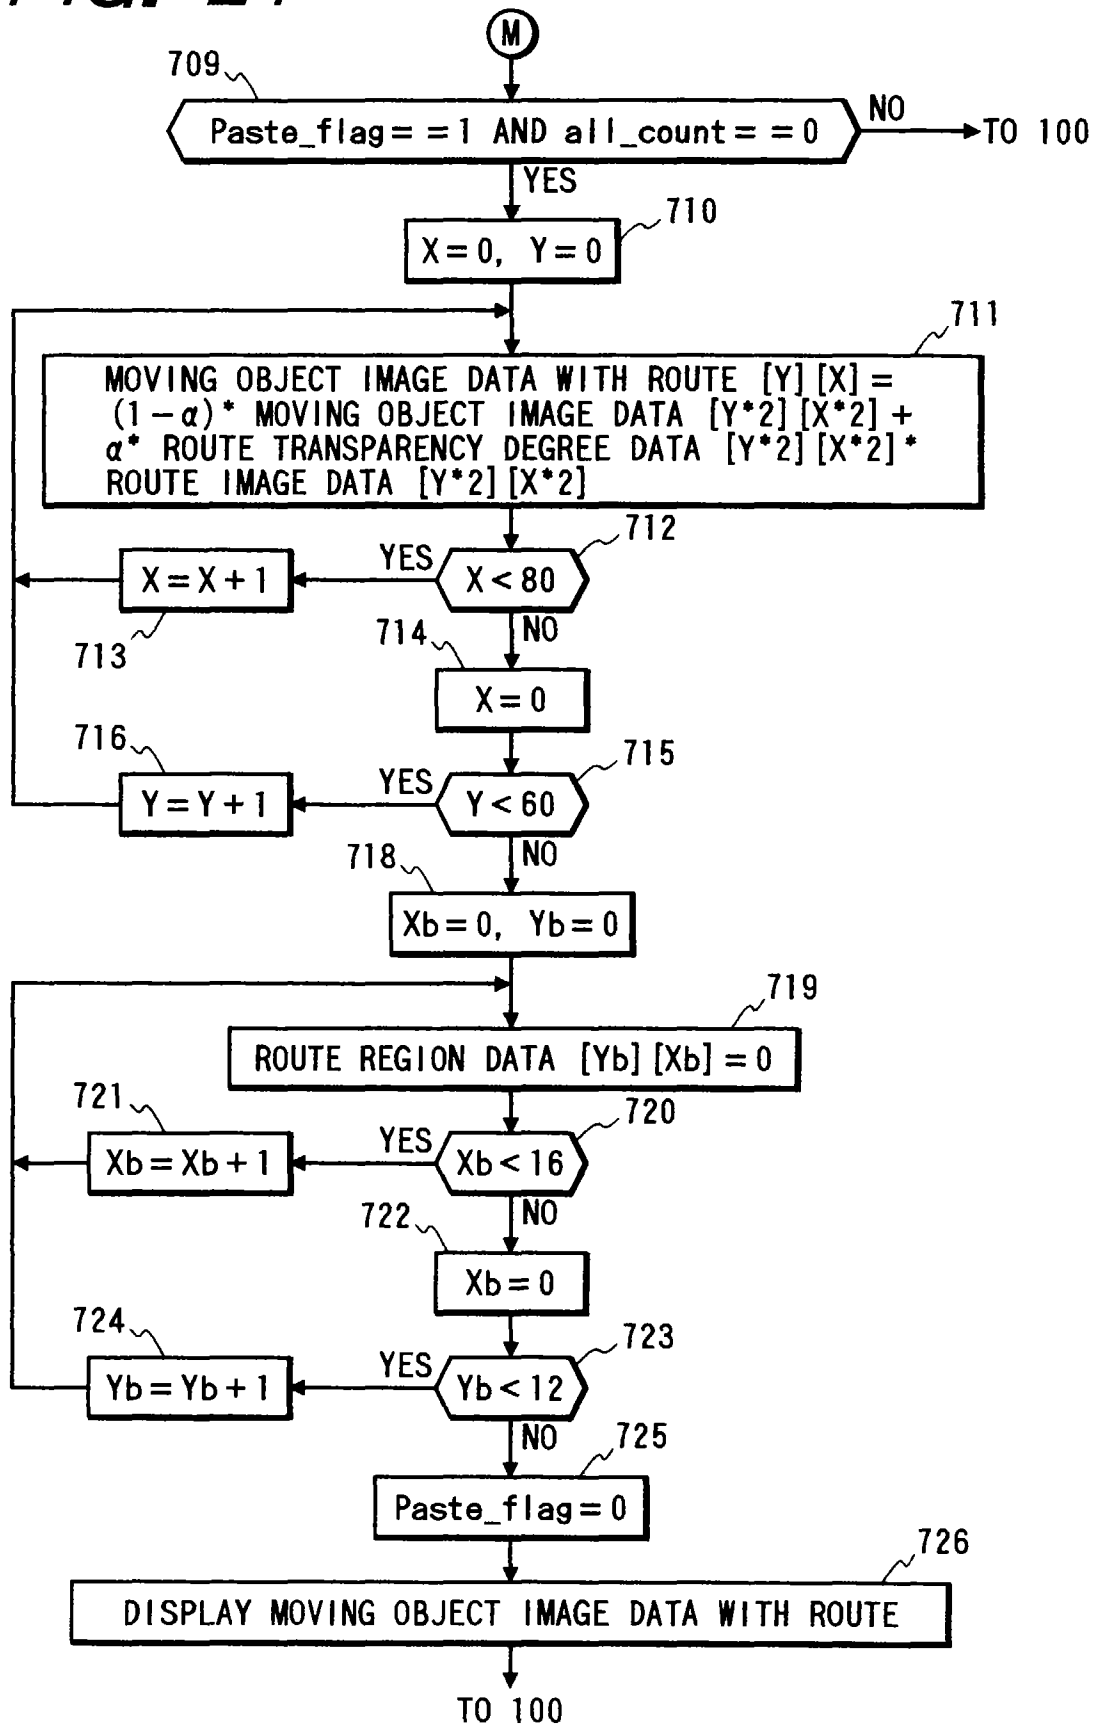 M
709
Paste_flag==1 AND all_count==0
NO
TO 100
YES
710
X=0, Y=0
711
MOVING OBJECT IMAGE DATA WITH ROUTE [Y][X]=
(1-α)* MOVING OBJECT IMAGE DATA [Y*2][X*2]+
α* ROUTE TRANSPARENCY DEGREE DATA [Y*2][X*2]*
ROUTE IMAGE DATA [Y*2][X*2]
712
X<80
YES
X=X+1
713
NO
714
X=0
715
Y<60
YES
716
Y=Y+1
NO
718
Xb=0, Yb=0
719
ROUTE REGION DATA [Yb][Xb]=0
720
Xb<16
YES
721
Xb=Xb+1
NO
722
Xb=0
723
Yb<12
YES
724
Yb=Yb+1
NO
725
Paste_flag=0
726
DISPLAY MOVING OBJECT IMAGE DATA WITH ROUTE
TO 100